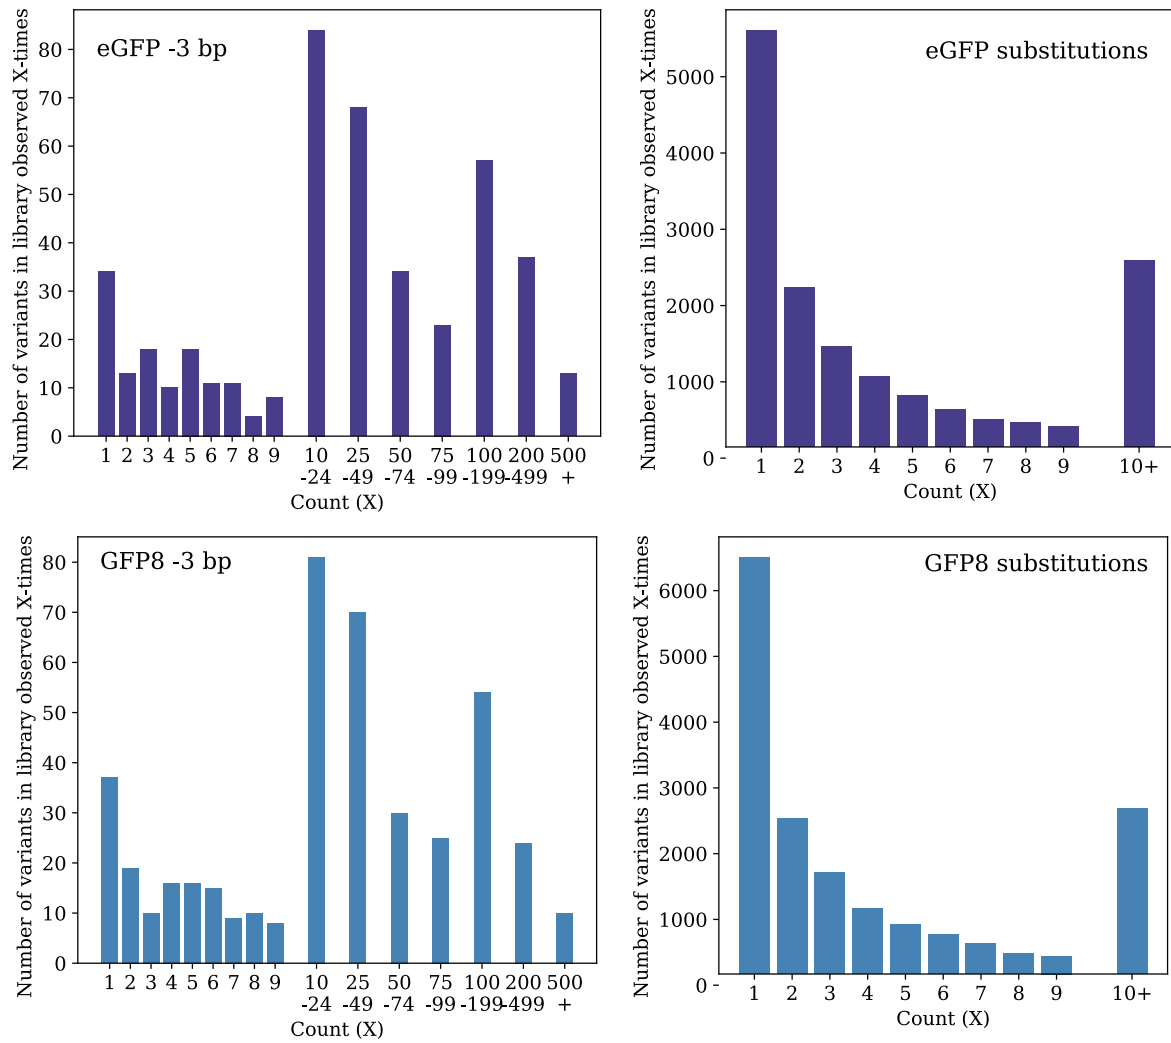 Number of variants in library observed X-times
eGFP -3 bp
80
70
60
50
40
30
20
10
0
1 2 3 4 5 6 7 8 9 10 25 50 75 100 200 500
-24 -49 -74 -99 -199 -499 +
Count (X)
Number of variants in library observed X-times
eGFP substitutions
5000
4000
3000
2000
1000
0
1 2 3 4 5 6 7 8 9 10+
Count (X)
Number of variants in library observed X-times
GFP8 -3 bp
80
70
60
50
40
30
20
10
0
1 2 3 4 5 6 7 8 9 10 25 50 75 100 200 500
-24 -49 -74 -99 -199 -499 +
Count (X)
Number of variants in library observed X-times
GFP8 substitutions
6000
5000
4000
3000
2000
1000
0
1 2 3 4 5 6 7 8 9 10+
Count (X)